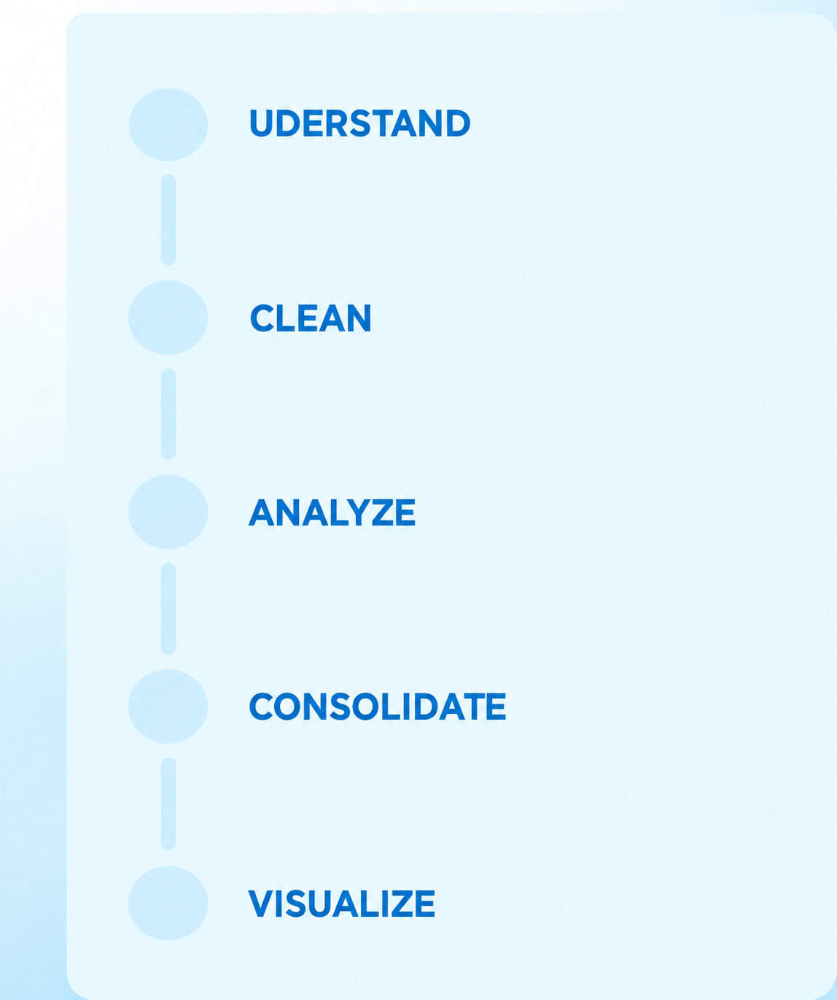 UDERSTAND
CLEAN
ANALYZE
CONSOLIDATE
VISUALIZE